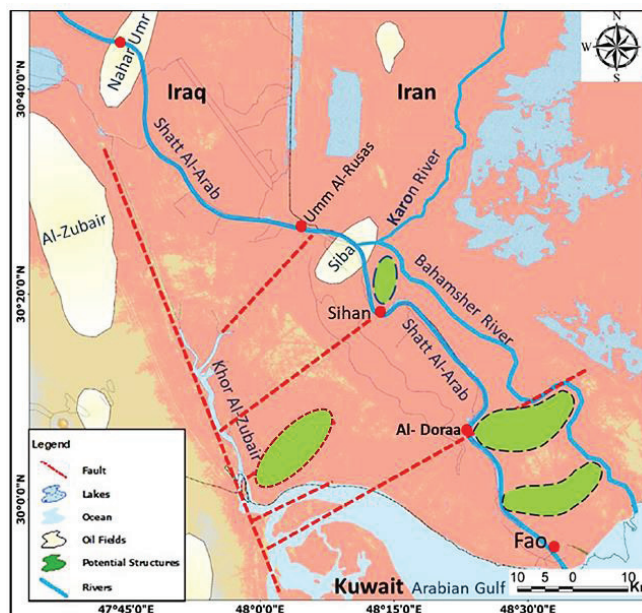 N
W
E
S
30°40'0"N
30°20'0"N
30°0'0"N
Nahar Umr
Iraq
Iran
Shatt Al-Arab
Umm Al-Rusas
Karon River
Al-Zubair
Siba
Bahamsher River
Sihan
Shatt Al-Arab
Khor Al-Zubair
Al- Doraa
Fao
Kuwait
Arabian Gulf
Legend
Fault
Lakes
Ocean
Oil Fields
Potential Structures
Rivers
10 5 0 10
47°45'0"E
48°0'0"E
48°15'0"E
48°30'0"E